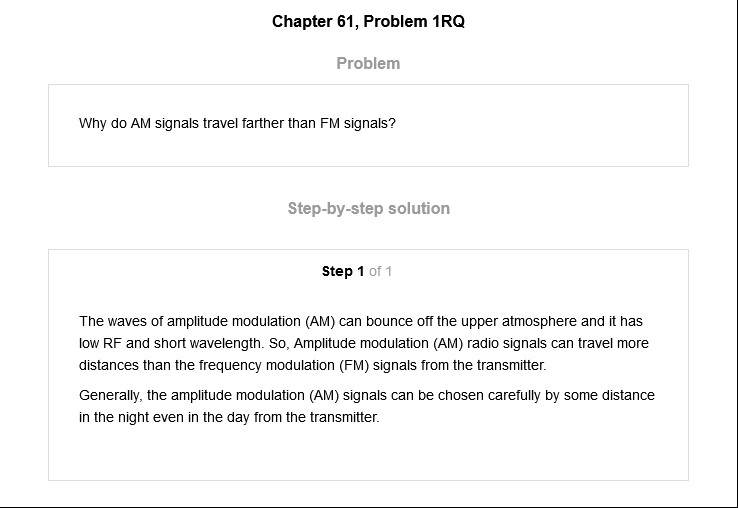 Chapter 61, Problem 1RQ
Problem
Why do AM signals travel farther than FM signals?
Step-by-step solution
Step 1 of 1
The waves of amplitude modulation (AM) can bounce off the upper atmosphere and it has
low RF and short wavelength. So, Amplitude modulation (AM) radio signals can travel more
distances than the frequency modulation (FM) signals from the transmitter.
Generally, the amplitude modulation (AM) signals can be chosen carefully by some distance
in the night even in the day from the transmitter.